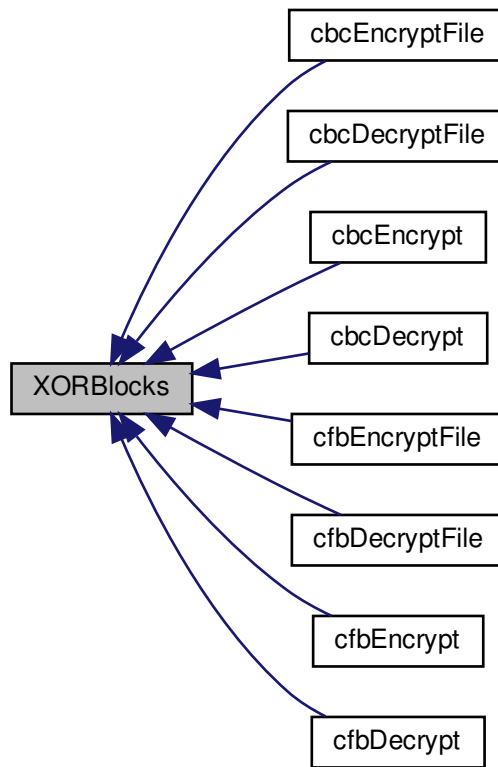 cbcEncryptFile
cbcDecryptFile
cbcEncrypt
cbcDecrypt
XORBlocks
cfbEncryptFile
cfbDecryptFile
cfbEncrypt
cfbDecrypt